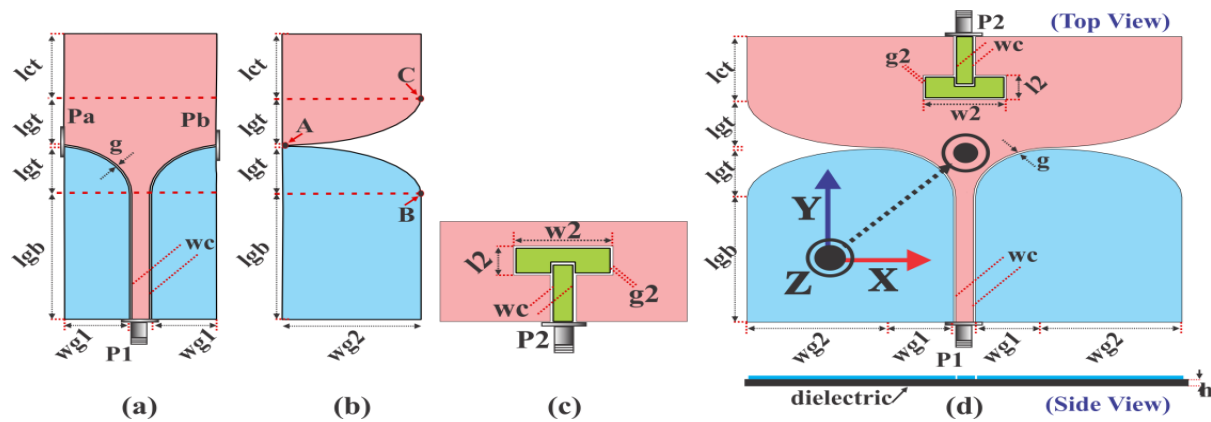 lct
lgt
lgt
lgb
Pa
Pb
g
wc
wg1
P1
wg1
(a)
lct
lgt
lgt
lgb
A
C
B
wg2
(b)
w2
l2
g2
wc
P2
(c)
P2
(Top View)
wc
g2
l2
w2
lct
lgt
lgt
lgb
g
Y
X
Z
wc
wg2
wg1
P1
wg1
wg2
dielectric
h
(d)
(Side View)